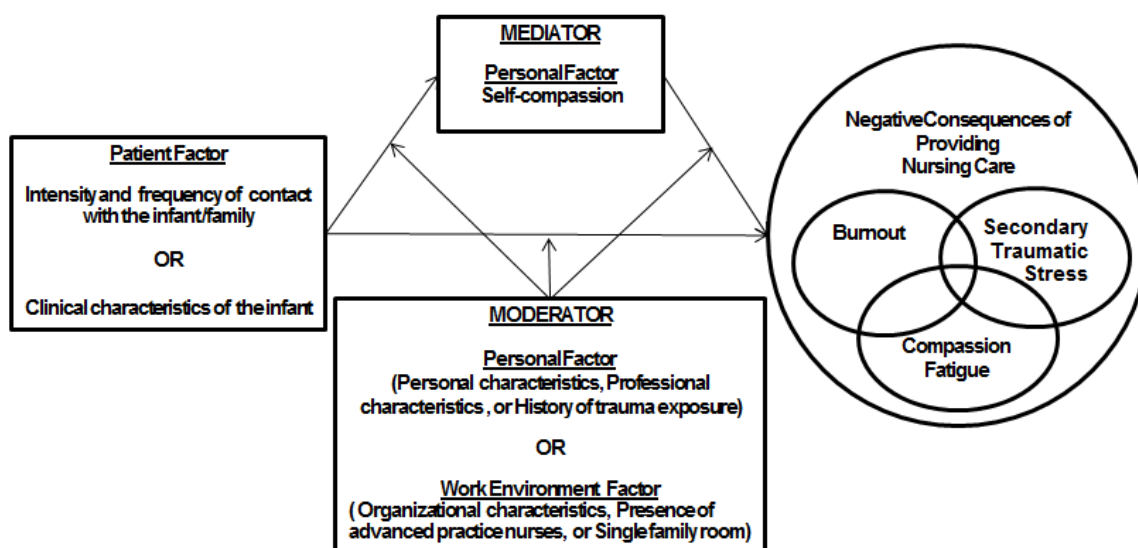 MEDIATOR
Personal Factor
Self-compassion
Patient Factor
Intensity and frequency of contact
with the infant/family
OR
Clinical characteristics of the infant
MODERATOR
Personal Factor
(Personal characteristics, Professional
characteristics , or History of trauma exposure)
OR
Work Environment Factor
( Organizational characteristics, Presence of
advanced practice nurses, or Single family room)
Negative Consequences of
Providing
Nursing Care
Burnout
Secondary
Traumatic
Stress
Compassion
Fatigue